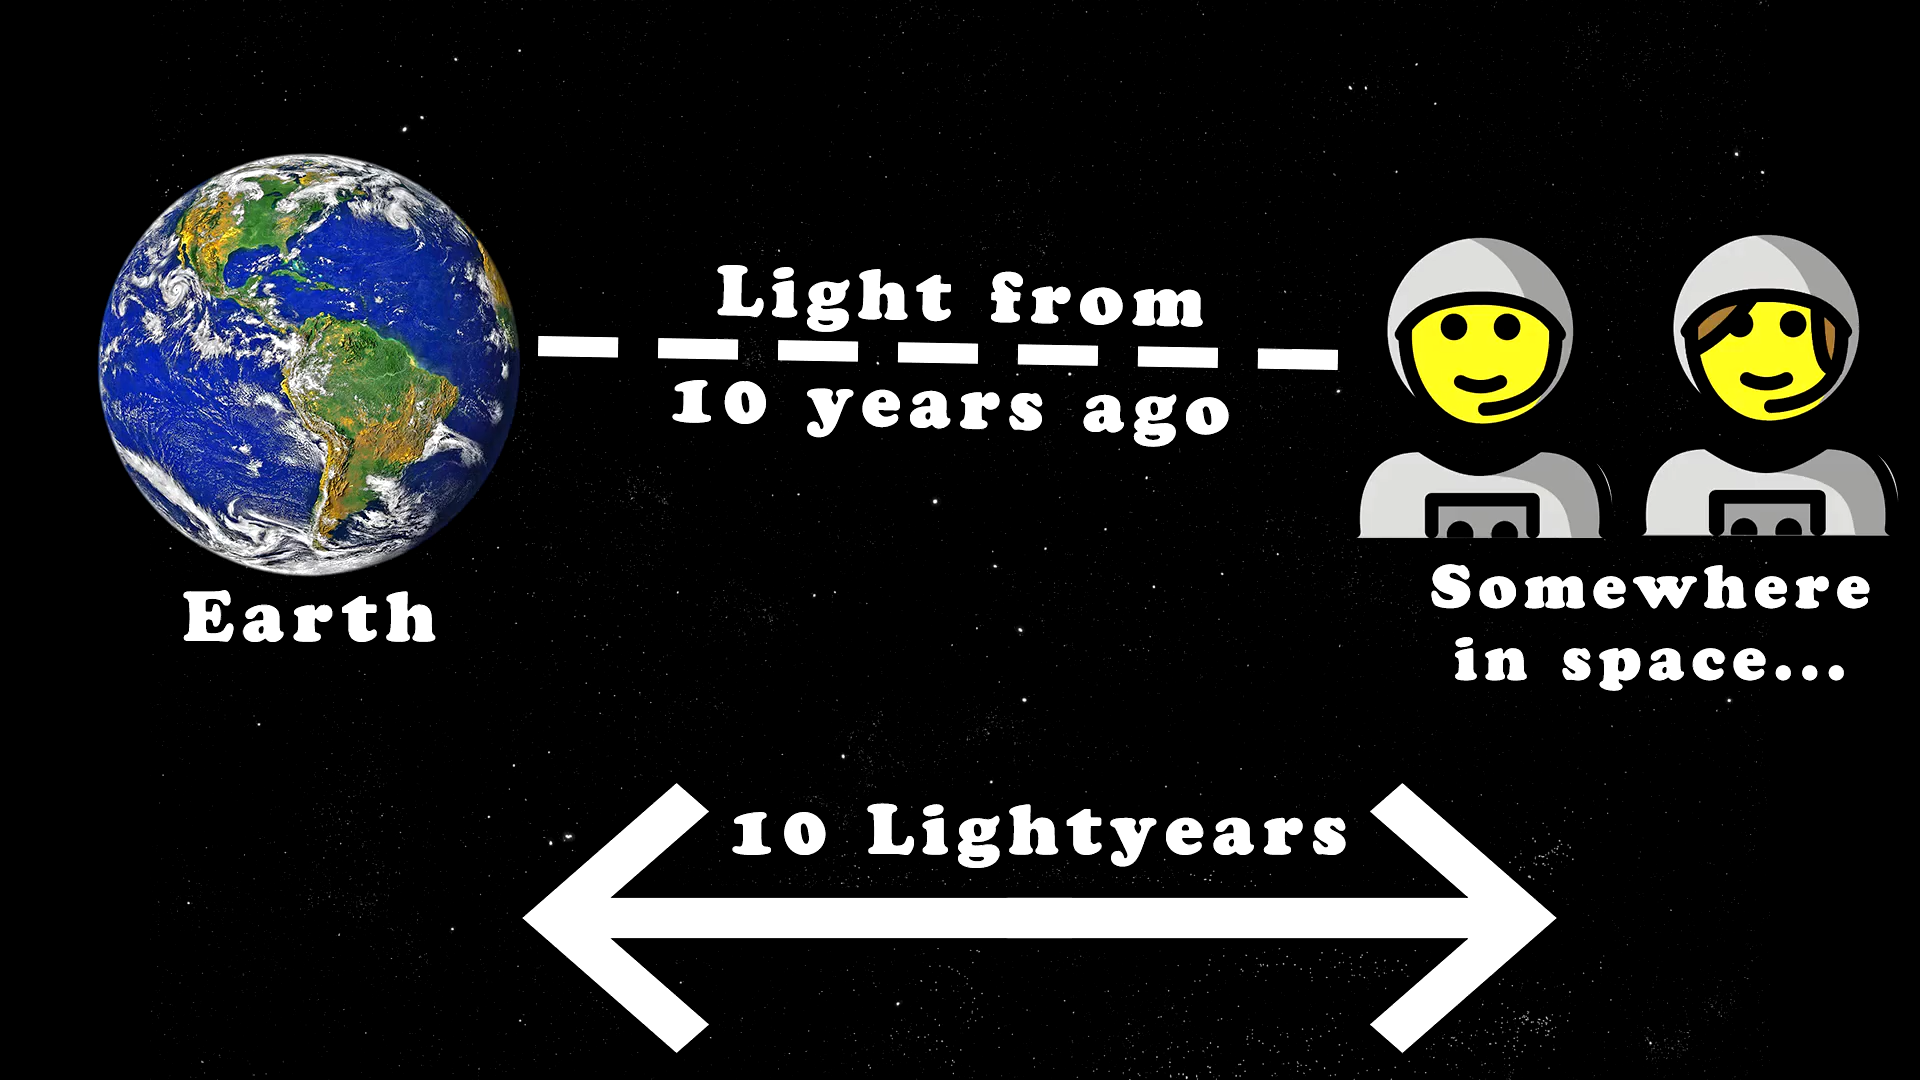 Light from
10 years ago
Earth
Somewhere
in space...
10 Lightyears